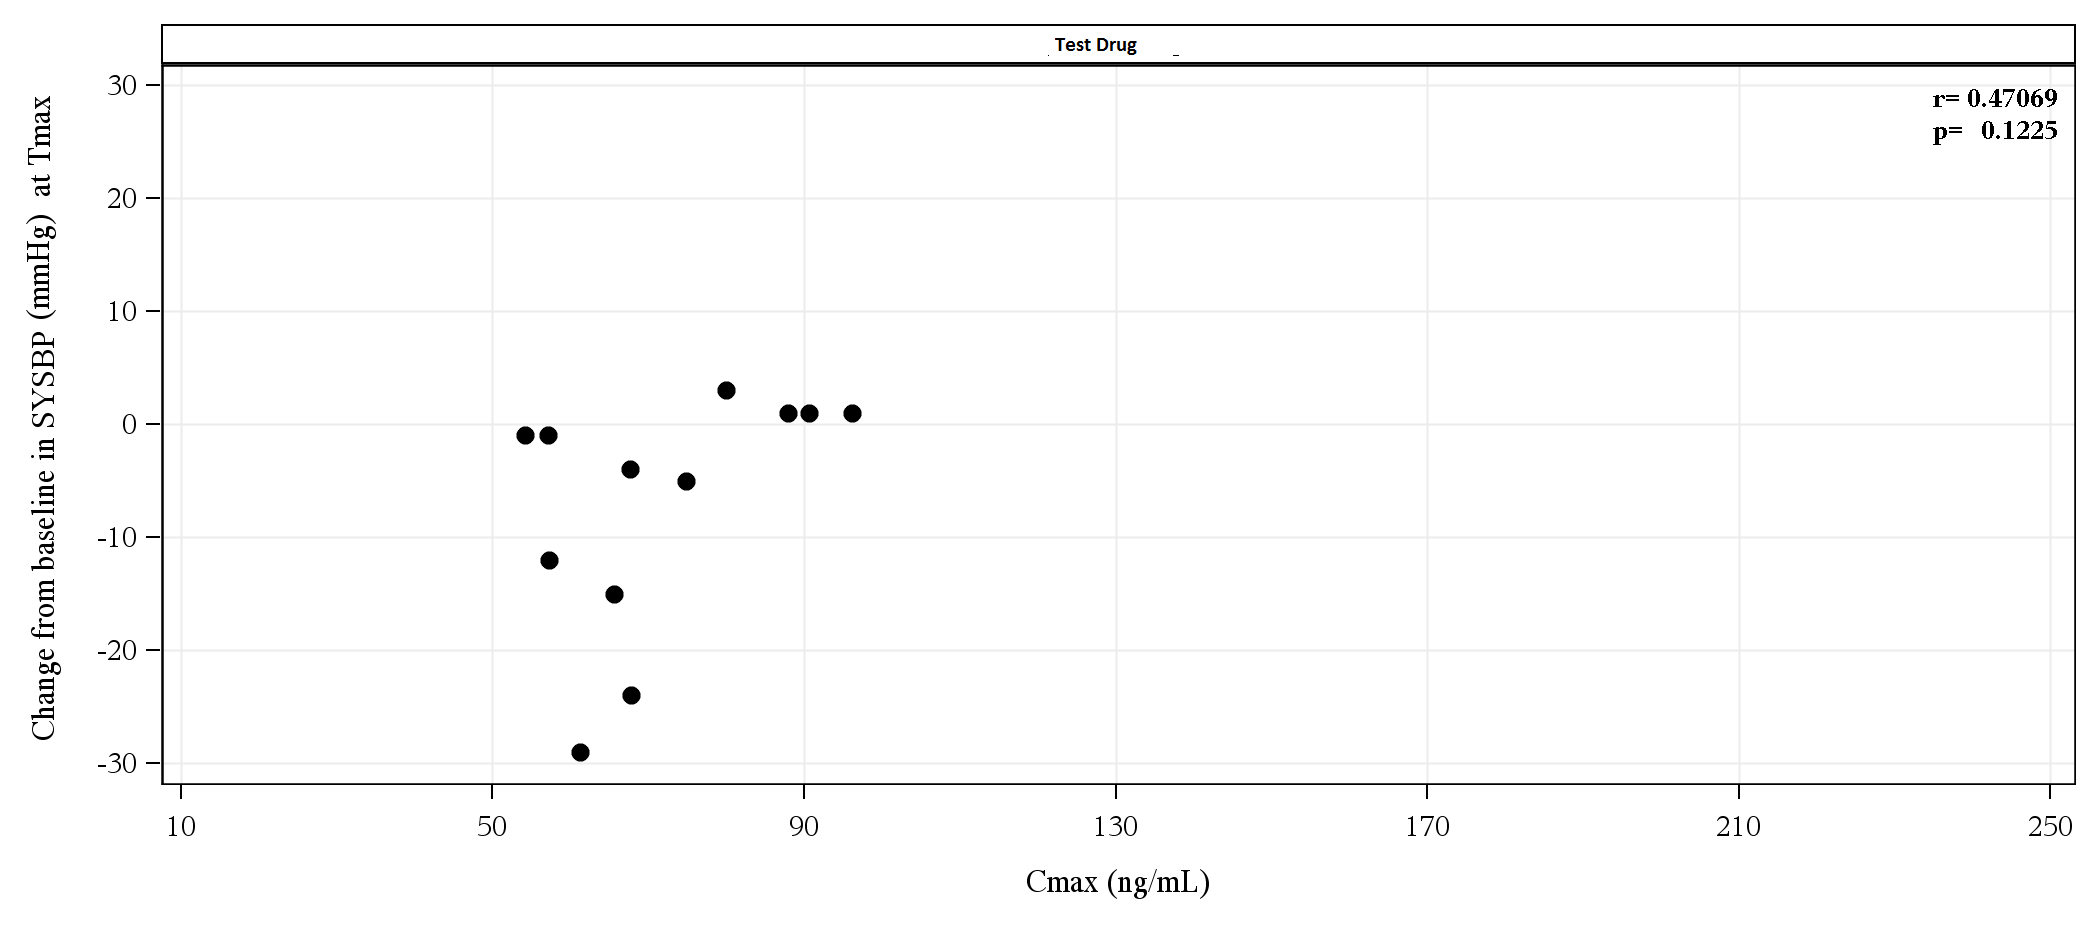 Test Drug
r= 0.47069
p= 0.1225
Change from baseline in SYSBP (mmHg) at Tmax
30
20
10
0
-10
-20
-30
10 50 90 130 170 210 250
Cmax (ng/mL)